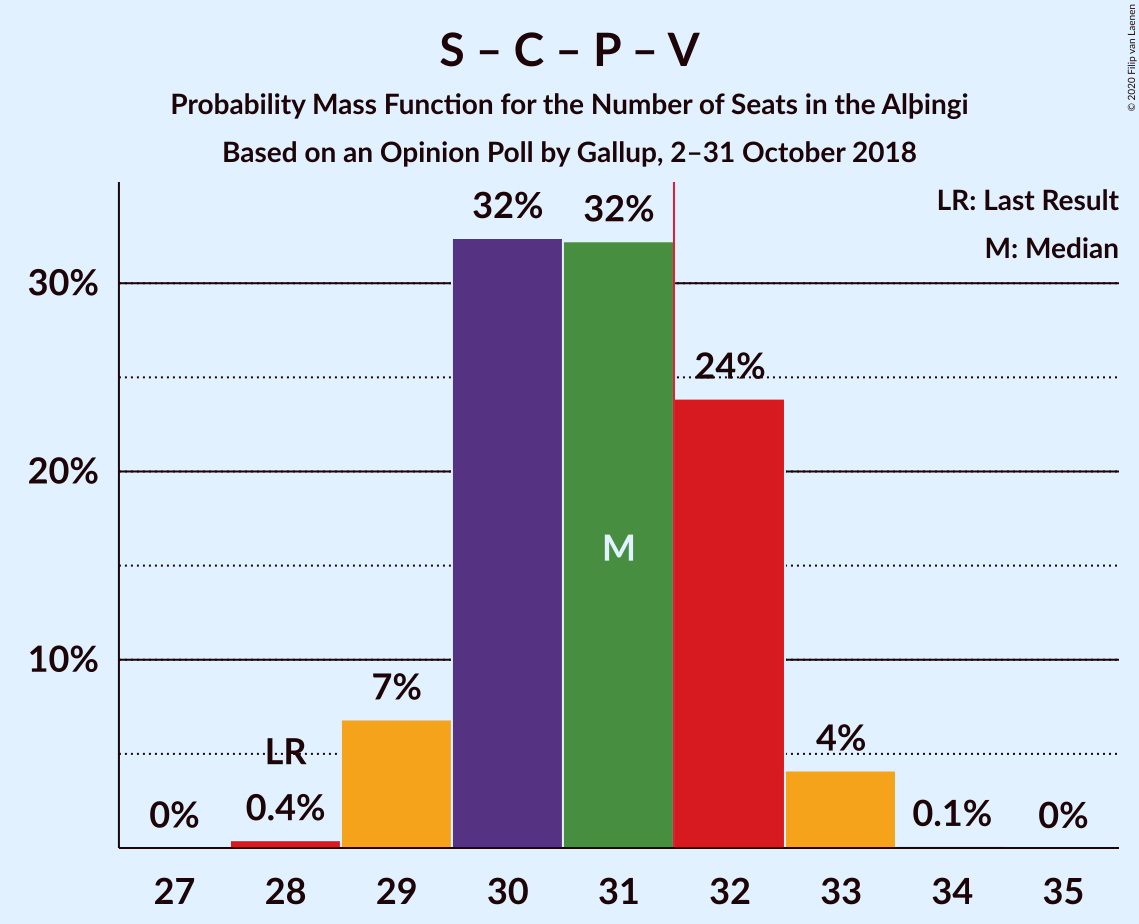 S – C – P – V
Probability Mass Function for the Number of Seats in the Alþingi
Based on an Opinion Poll by Gallup, 2–31 October 2018
© 2020 Filip van Laenen
LR: Last Result
M: Median
30%
20%
10%
0%
LR
0.4%
7%
32%
32%
M
24%
4%
0.1%
0%
27 28 29 30 31 32 33 34 35